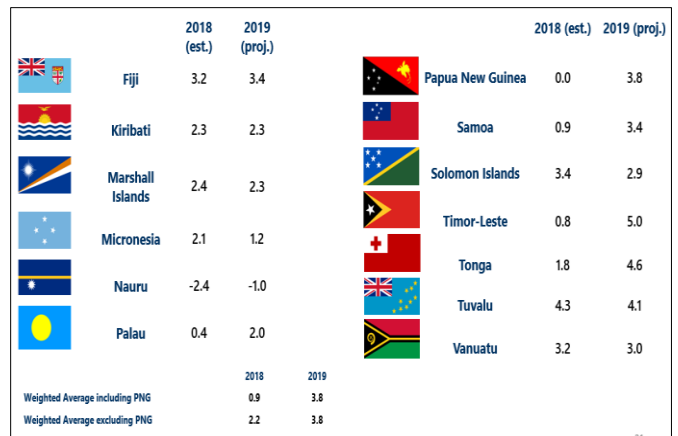 2018 (est.) 2019 (proj.)
Fiji 3.2 3.4
Kiribati 2.3 2.3
Marshall Islands 2.4 2.3
Micronesia 2.1 1.2
Nauru -2.4 -1.0
Palau 0.4 2.0
2018 (est.) 2019 (proj.)
Papua New Guinea 0.0 3.8
Samoa 0.9 3.4
Solomon Islands 3.4 2.9
Timor-Leste 0.8 5.0
Tonga 1.8 4.6
Tuvalu 4.3 4.1
Vanuatu 3.2 3.0
2018 2019
Weighted Average including PNG 0.9 3.8
Weighted Average excluding PNG 2.2 3.8